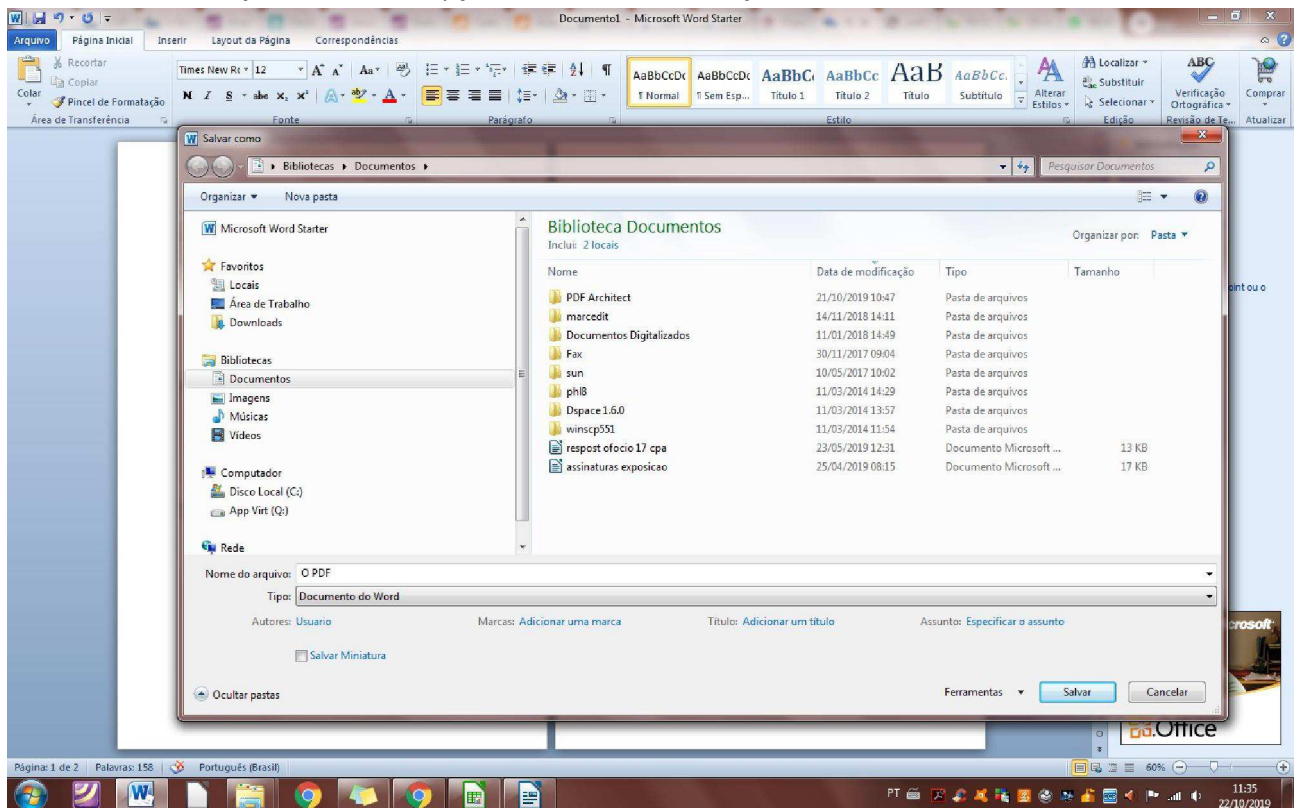 Documento1 - Microsoft Word Starter
Arquivo Página Inicial Inserir Layout da Página Correspondências
Recortar
Copiar
Colar
Pincel de Formatação
Área de Transferência
Times New Rc 12
N I S abe x₂ x²
Fonte
Parágrafo
AaBbCcDc AaBbCcDc AaBbC AaBbCc AaB AaBbCc.
¶ Normal ¶ Sem Esp... Título 1 Título 2 Título Subtítulo
Alterar Estilos
Estilo
Localizar
Substituir
Selecionar
Edição
ABC
Verificação Ortográfica
Revisão de Te...
Comprar
Atualizar
Salvar como
Bibliotecas Documentos
Pesquisar Documentos
Organizar Nova pasta
Microsoft Word Starter
Favoritos
Locais
Área de Trabalho
Downloads
Bibliotecas
Documentos
Imagens
Músicas
Vídeos
Computador
Disco Local (C:)
App Virt (Q:)
Rede
Biblioteca Documentos
Inclui: 2 locais
Organizar por: Pasta
Nome Data de modificação Tipo Tamanho
PDF Architect 21/10/2019 10:47 Pasta de arquivos
marcedit 14/11/2018 14:11 Pasta de arquivos
Documentos Digitalizados 11/01/2018 14:49 Pasta de arquivos
Fax 30/11/2017 09:04 Pasta de arquivos
sun 10/05/2017 10:02 Pasta de arquivos
phl8 11/03/2014 14:29 Pasta de arquivos
Dspace 1.6.0 11/03/2014 13:57 Pasta de arquivos
winscp551 11/03/2014 11:54 Pasta de arquivos
respost ofocio 17 cpa 23/05/2019 12:31 Documento Microsoft ... 13 KB
assinaturas exposicao 25/04/2019 08:15 Documento Microsoft ... 17 KB
Nome do arquivo: O PDF
Tipo: Documento do Word
Autores: Usuario Marcas: Adicionar uma marca Título: Adicionar um título Assunto: Especificar o assunto
Salvar Miniatura
Ocultar pastas
Ferramentas Salvar Cancelar
int ou o
crosoft
Office
Página: 1 de 2 Palavras: 158 Português (Brasil) 60%
PT 11:35
22/10/2019